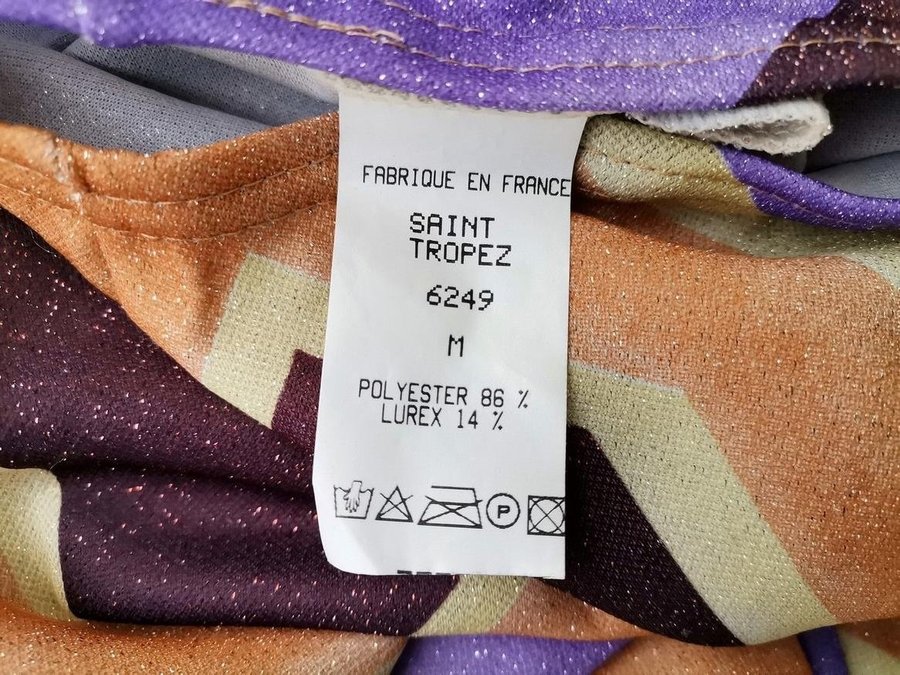 FABRIQUE EN FRANCE
SAINT
TROPEZ
6249
M
POLYESTER 86 %
LUREX 14 %
P